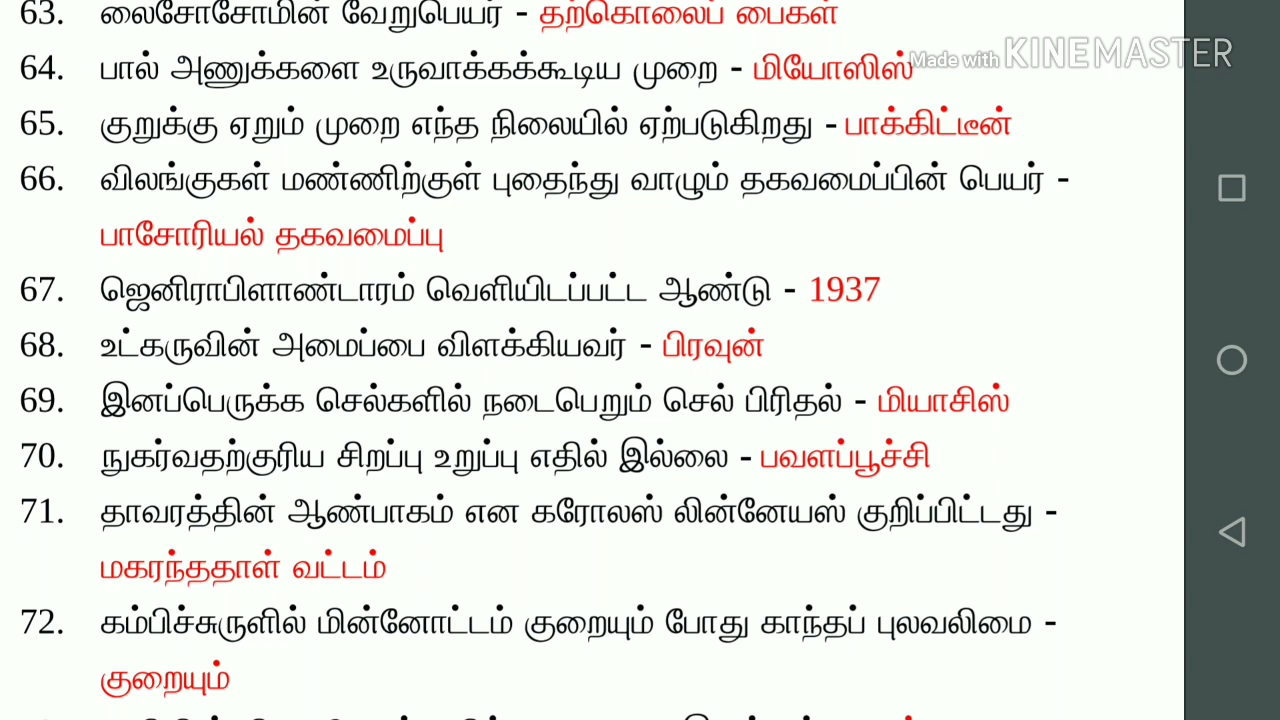 63. லைசோசோமின் வேறுபெயர் - தற்கொலைப் பைகள்
Made with KINEMASTER
64. பால் அணுக்களை உருவாக்கக்கூடிய முறை - மியோஸிஸ்
65. குறுக்கு ஏறும் முறை எந்த நிலையில் ஏற்படுகிறது - பாக்கிட்டீன்
66. விலங்குகள் மண்ணிற்குள் புதைந்து வாழும் தகவமைப்பின் பெயர் -
பாசோரியல் தகவமைப்பு
67. ஜெனிராபிளாண்டாரம் வெளியிடப்பட்ட ஆண்டு - 1937
68. உட்கருவின் அமைப்பை விளக்கியவர் - பிரவுன்
69. இனப்பெருக்க செல்களில் நடைபெறும் செல் பிரிதல் - மியாசிஸ்
70. நுகர்வதற்குரிய சிறப்பு உறுப்பு எதில் இல்லை - பவளப்பூச்சி
71. தாவரத்தின் ஆண்பாகம் என கரோலஸ் லின்னேயஸ் குறிப்பிட்டது -
மகரந்ததாள் வட்டம்
72. கம்பிச்சுருளில் மின்னோட்டம் குறையும் போது காந்தப் புலவலிமை -
குறையும்